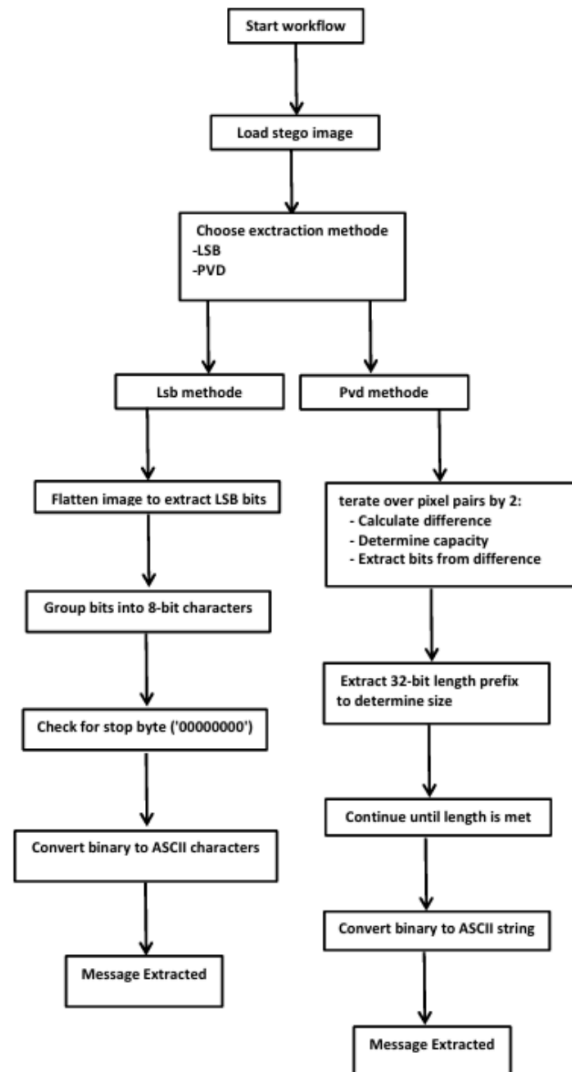 Start workflow
Load stego image
Choose exctraction methode
-LSB
-PVD
Lsb methode
Flatten image to extract LSB bits
Group bits into 8-bit characters
Check for stop byte ('00000000')
Convert binary to ASCII characters
Message Extracted
Pvd methode
terate over pixel pairs by 2:
- Calculate difference
- Determine capacity
- Extract bits from difference
Extract 32-bit length prefix
to determine size
Continue until length is met
Convert binary to ASCII string
Message Extracted